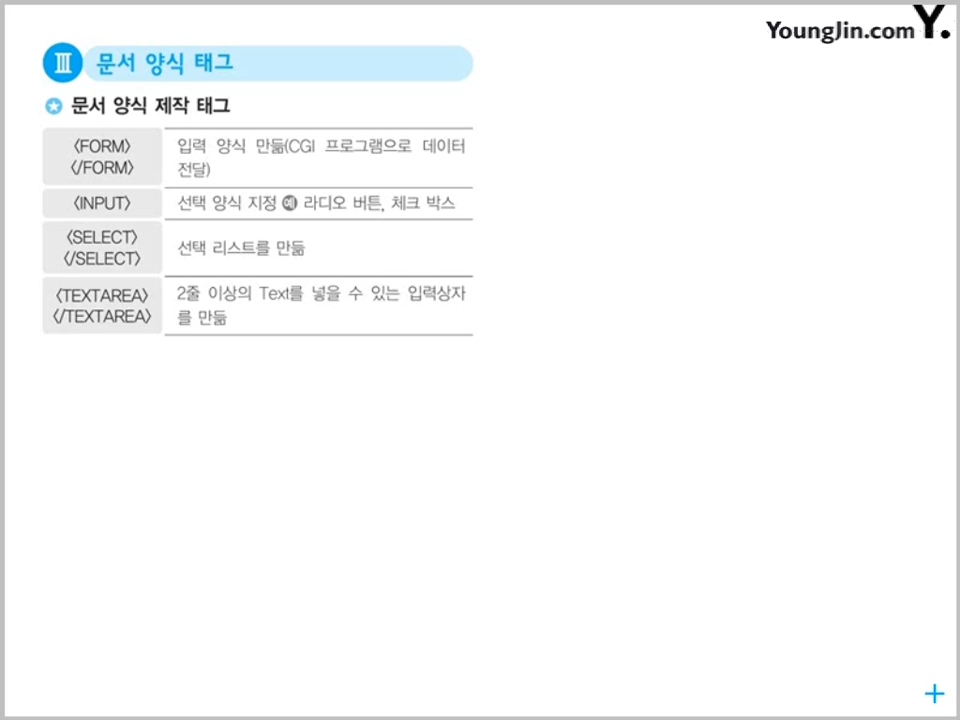 YoungJin.com Y.
Ⅲ 문서 양식 태그
문서 양식 제작 태그
〈FORM〉
〈/FORM〉
입력 양식 만듦(CGI 프로그램으로 데이터
전달)
〈INPUT〉
선택 양식 지정 예 라디오 버튼, 체크 박스
〈SELECT〉
〈/SELECT〉
선택 리스트를 만듦
〈TEXTAREA〉
〈/TEXTAREA〉
2줄 이상의 Text를 넣을 수 있는 입력상자
를 만듦